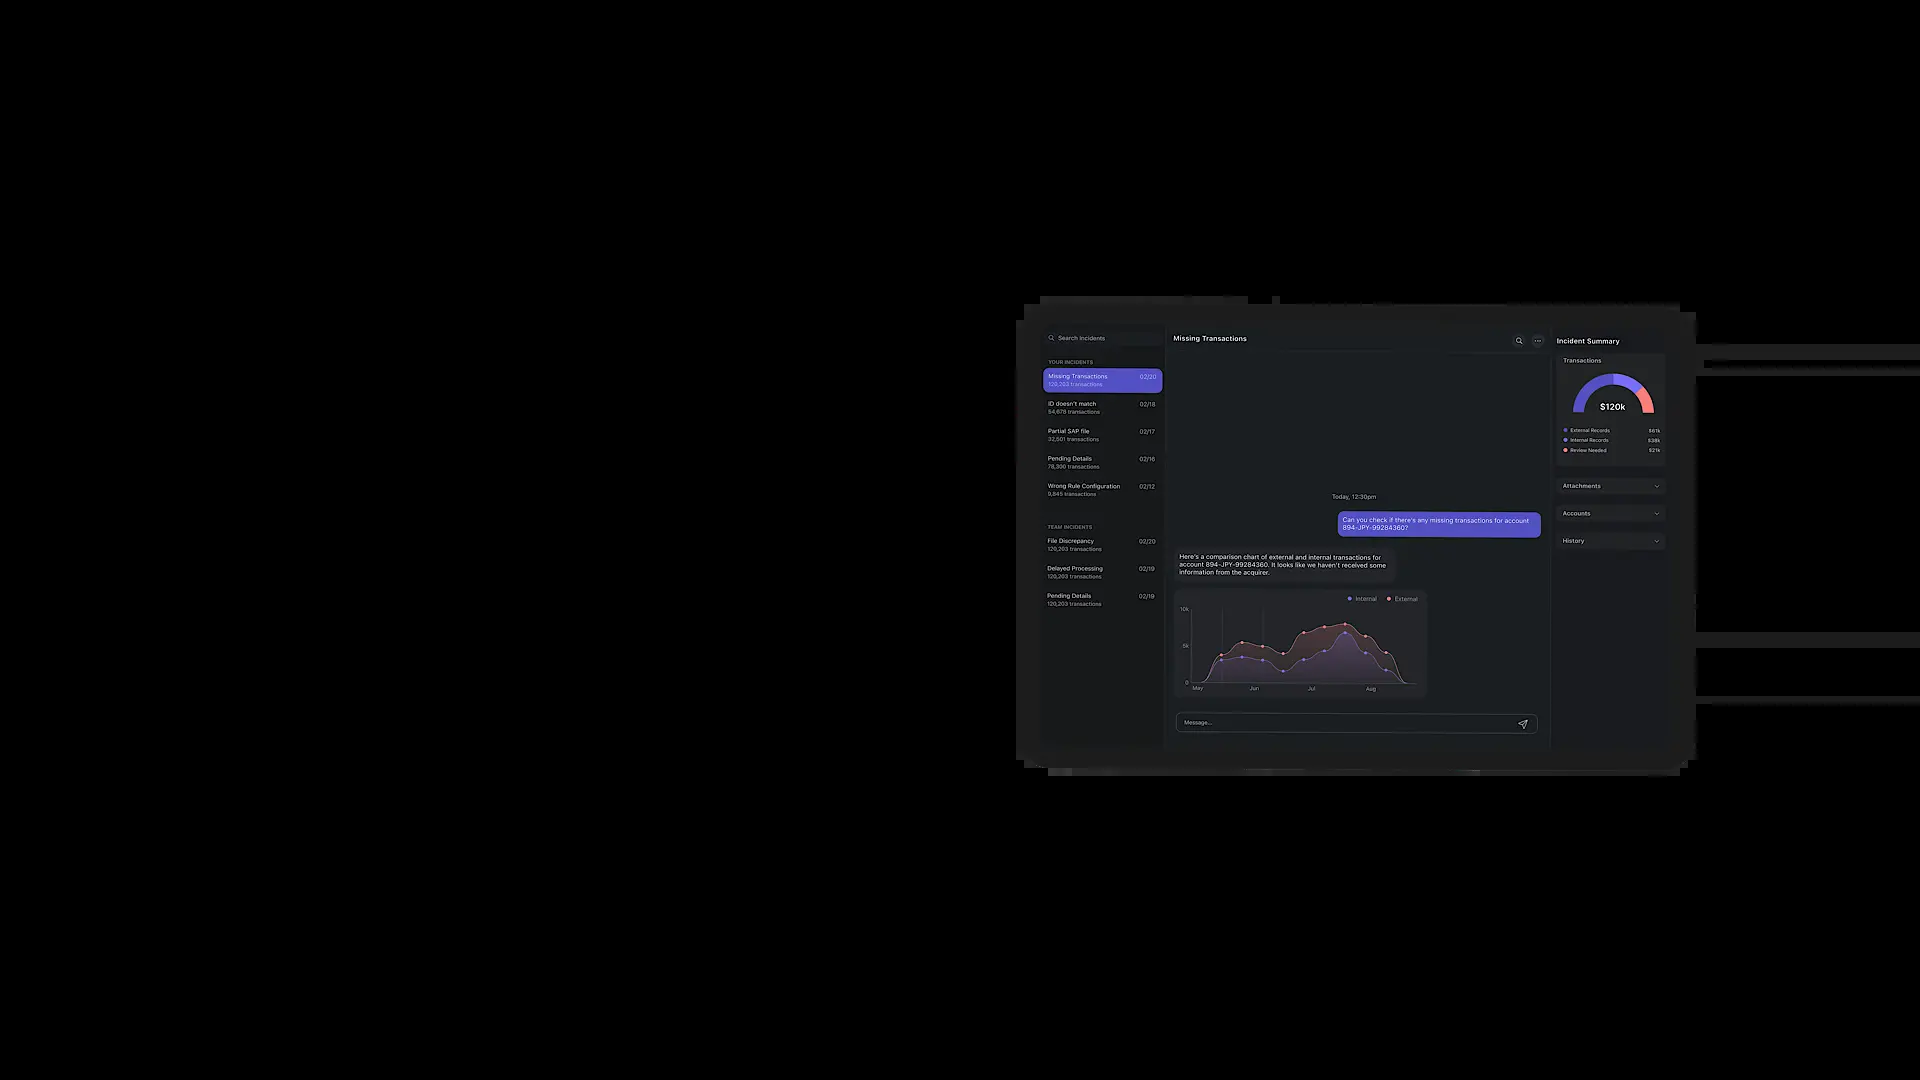 Search Incidents
YOUR INCIDENTS
Missing Transactions 02/20
120,203 transactions
ID doesn't match 02/18
54,678 transactions
Partial SAP file 02/17
32,501 transactions
Pending Details 02/16
78,300 transactions
Wrong Rule Configuration 02/12
9,845 transactions
TEAM INCIDENTS
File Discrepancy 02/20
120,203 transactions
Delayed Processing 02/19
120,203 transactions
Pending Details 02/19
120,203 transactions
Missing Transactions
Today, 12:30pm
Can you check if there's any missing transactions for account
894-JPY-99284360?
Here's a comparison chart of external and internal transactions for
account 894-JPY-99284360. It looks like we haven't received some
information from the acquirer.
Internal External
10k
5k
0
May Jun Jul Aug
Message...
Incident Summary
Transactions
$120k
External Records $61k
Internal Records $38k
Review Needed $21k
Attachments
Accounts
History